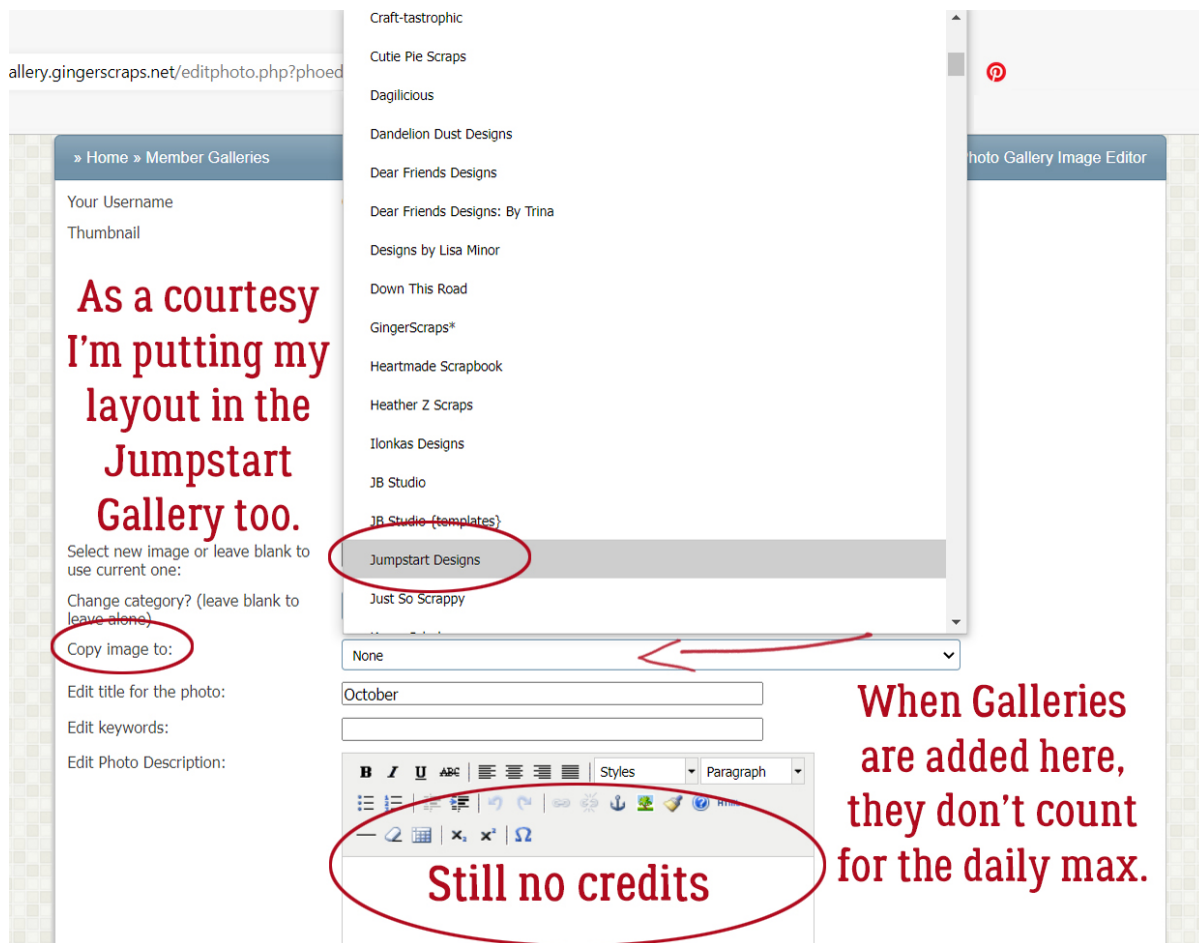 Craft-tastrophic
allery.gingerscraps.net/editphoto.php?phoed
Cutie Pie Scraps
Dagilicious
Dandelion Dust Designs
» Home » Member Galleries
hoto Gallery Image Editor
Dear Friends Designs
Your Username
Dear Friends Designs: By Trina
Thumbnail
Designs by Lisa Minor
Down This Road
GingerScraps*
Heartmade Scrapbook
Heather Z Scraps
Ilonkas Designs
JB Studio
JB Studio {templates}
Jumpstart Designs
Just So Scrappy
As a courtesy
I'm putting my
layout in the
Jumpstart
Gallery too.
Select new image or leave blank to
use current one:
Change category? (leave blank to
leave alone)
Copy image to:
None
Edit title for the photo:
October
Edit keywords:
Edit Photo Description:
B I U ABC Styles Paragraph
HTML
x₂ x² Ω
Still no credits
When Galleries
are added here,
they don't count
for the daily max.